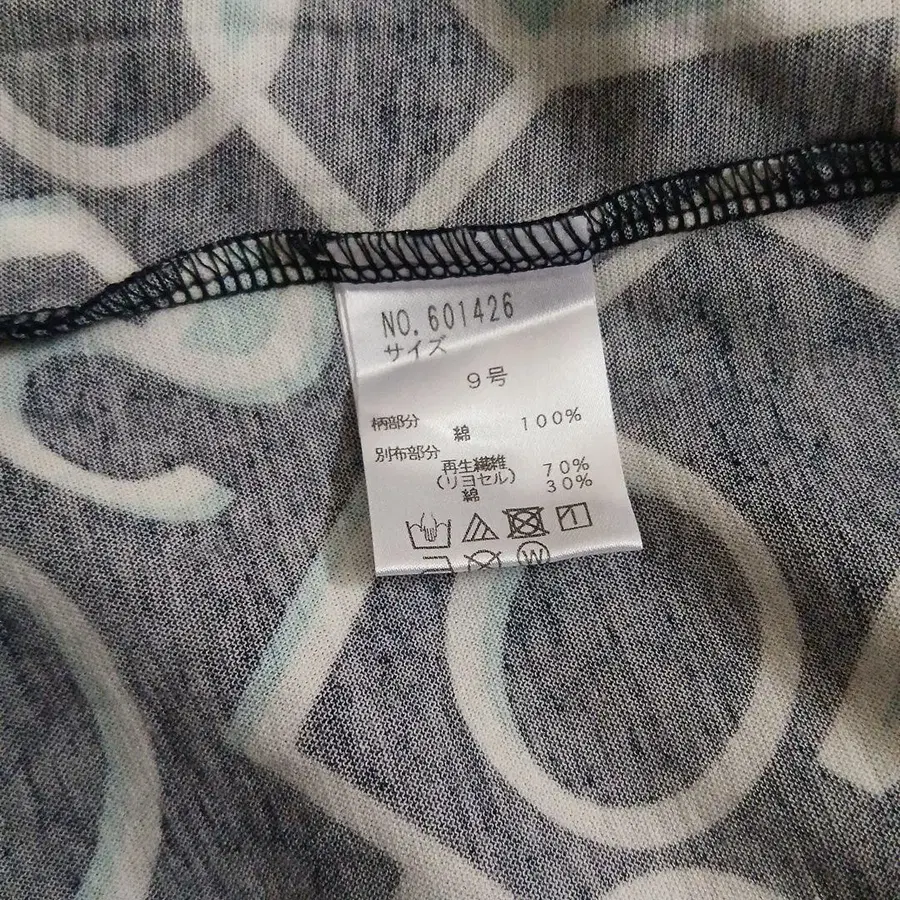 NO. 601426
サイズ
9号
柄部分
綿 100%
別布部分
再生繊維 70%
(リヨセル)
綿 30%
W